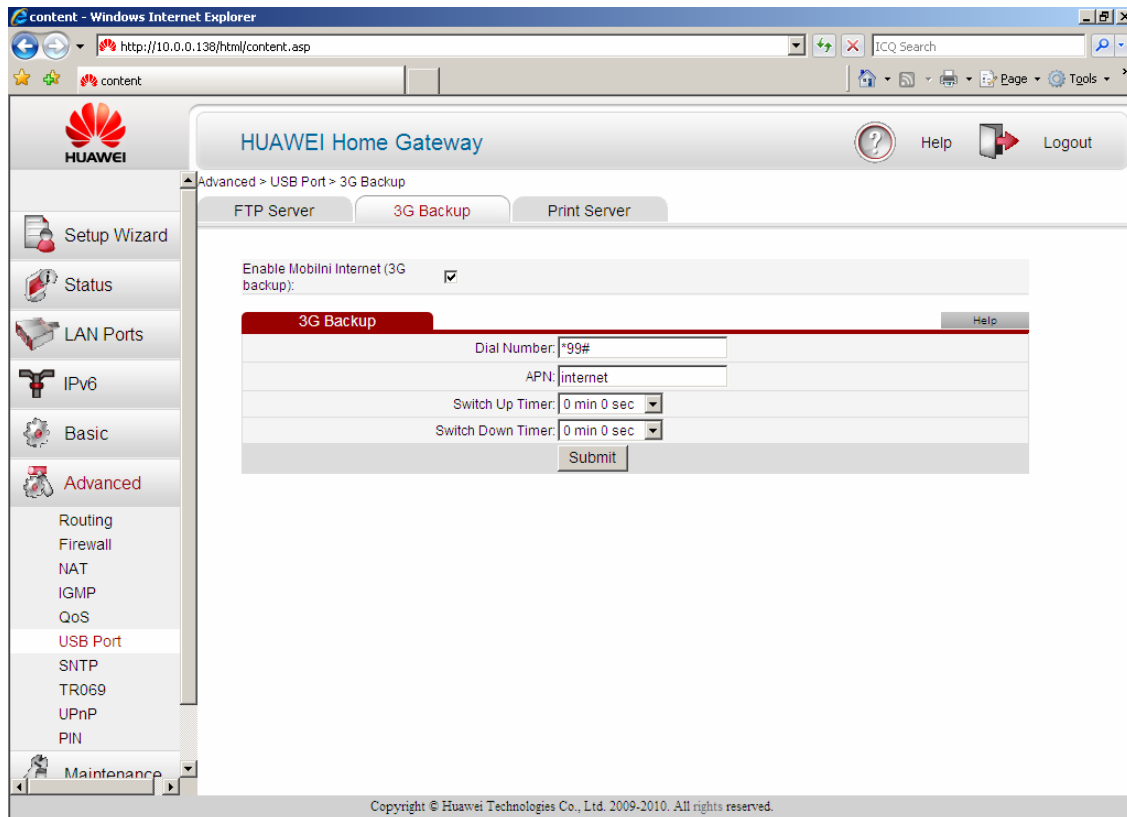 content - Windows Internet Explorer
http://10.0.0.138/html/content.asp
ICQ Search
content
Page
Tools
HUAWEI
HUAWEI Home Gateway
? Help
Logout
Advanced > USB Port > 3G Backup
FTP Server
3G Backup
Print Server
Setup Wizard
Status
LAN Ports
IPv6
Basic
Advanced
Routing
Firewall
NAT
IGMP
QoS
USB Port
SNTP
TR069
UPnP
PIN
Maintenance
Enable Mobilni Internet (3G
backup):
3G Backup
Help
Dial Number: *99#
APN: internet
Switch Up Timer: 0 min 0 sec
Switch Down Timer: 0 min 0 sec
Submit
Copyright © Huawei Technologies Co., Ltd. 2009-2010. All rights reserved.